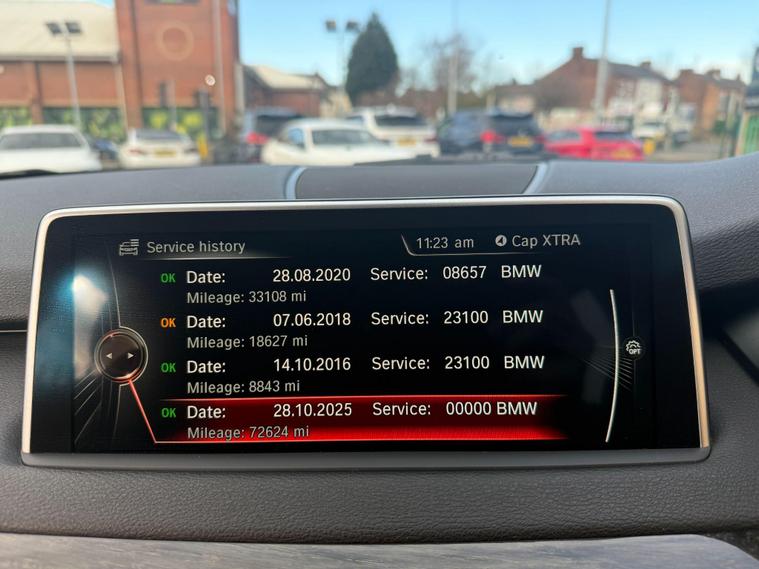 Service history 11:23 am Cap XTRA
OK Date: 28.08.2020 Service: 08657 BMW
Mileage: 33108 mi
OK Date: 07.06.2018 Service: 23100 BMW
Mileage: 18627 mi
OK Date: 14.10.2016 Service: 23100 BMW
Mileage: 8843 mi
OK Date: 28.10.2025 Service: 00000 BMW
Mileage: 72624 mi
OPT